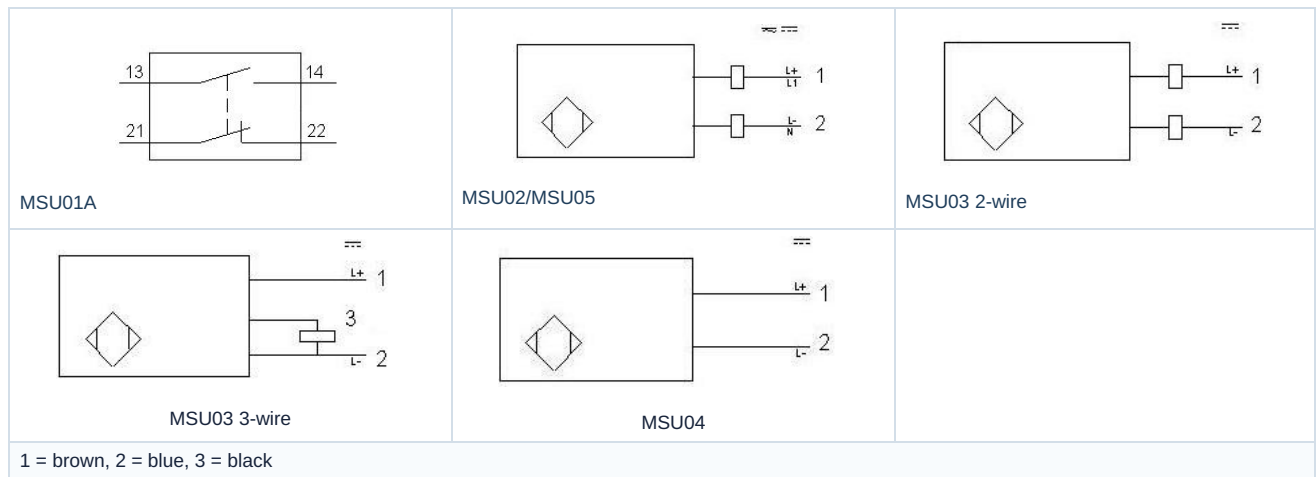 13 14
21 22
MSU01A
L+ 1
L1
L- 2
N
MSU02/MSU05
L+ 1
L- 2
MSU03 2-wire
L+ 1
3
L- 2
MSU03 3-wire
L+ 1
L- 2
MSU04
1 = brown, 2 = blue, 3 = black